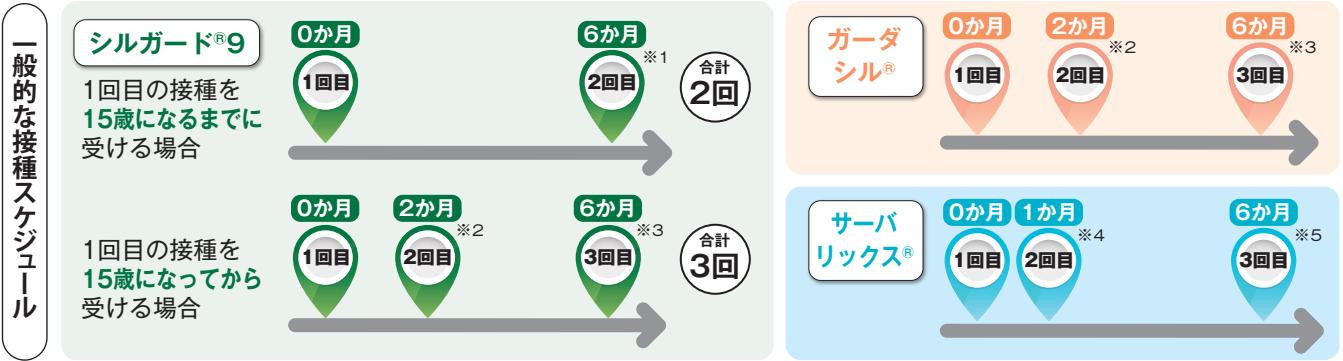 一般的な接種スケジュール
シルガード®9
1回目の接種を
15歳になるまでに
受ける場合
0か月
1回目
6か月
※1
2回目
合計
2回
1回目の接種を
15歳になってから
受ける場合
0か月
1回目
2か月
※2
2回目
6か月
※3
3回目
合計
3回
ガーダ
シル®
0か月
1回目
2か月
※2
2回目
6か月
※3
3回目
サーバ
リックス®
0か月
1回目
1か月
※4
2回目
6か月
※5
3回目